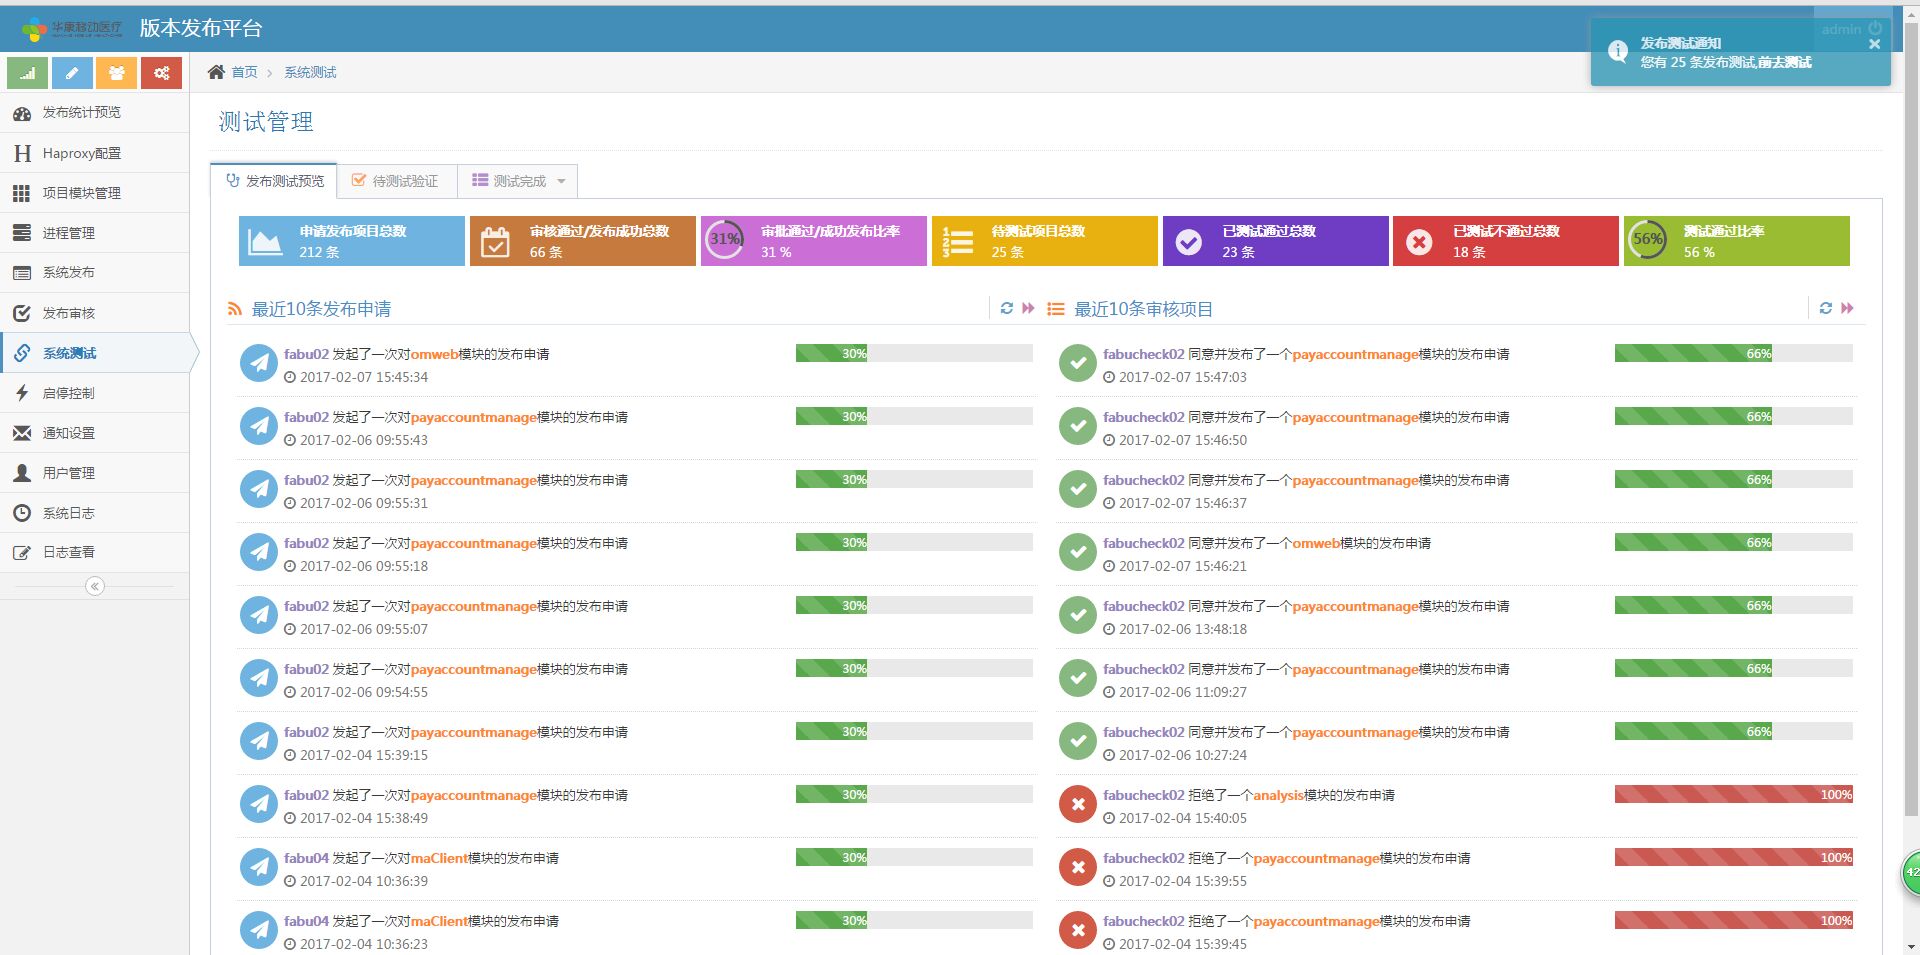 华康移动医疗
版本发布平台
admin
发布测试通知
您有 25 条发布测试,前去测试
首页 系统测试
发布统计预览
Haproxy配置
项目模块管理
进程管理
系统发布
发布审核
系统测试
启停控制
通知设置
用户管理
系统日志
日志查看
测试管理
发布测试预览 待测试验证 测试完成
申请发布项目总数
212 条
审核通过/发布成功总数
66 条
31%
审批通过/成功发布比率
31 %
待测试项目总数
25 条
已测试通过总数
23 条
已测试不通过总数
18 条
56%
测试通过比率
56 %
最近10条发布申请
fabu02 发起了一次对omweb模块的发布申请 30%
2017-02-07 15:45:34
fabu02 发起了一次对payaccountmanage模块的发布申请 30%
2017-02-06 09:55:43
fabu02 发起了一次对payaccountmanage模块的发布申请 30%
2017-02-06 09:55:31
fabu02 发起了一次对payaccountmanage模块的发布申请 30%
2017-02-06 09:55:18
fabu02 发起了一次对payaccountmanage模块的发布申请 30%
2017-02-06 09:55:07
fabu02 发起了一次对payaccountmanage模块的发布申请 30%
2017-02-06 09:54:55
fabu02 发起了一次对payaccountmanage模块的发布申请 30%
2017-02-04 15:39:15
fabu02 发起了一次对payaccountmanage模块的发布申请 30%
2017-02-04 15:38:49
fabu04 发起了一次对maClient模块的发布申请 30%
2017-02-04 10:36:39
fabu04 发起了一次对maClient模块的发布申请 30%
2017-02-04 10:36:23
最近10条审核项目
fabucheck02 同意并发布了一个payaccountmanage模块的发布申请 66%
2017-02-07 15:47:03
fabucheck02 同意并发布了一个payaccountmanage模块的发布申请 66%
2017-02-07 15:46:50
fabucheck02 同意并发布了一个payaccountmanage模块的发布申请 66%
2017-02-07 15:46:37
fabucheck02 同意并发布了一个omweb模块的发布申请 66%
2017-02-07 15:46:21
fabucheck02 同意并发布了一个payaccountmanage模块的发布申请 66%
2017-02-06 13:48:18
fabucheck02 同意并发布了一个payaccountmanage模块的发布申请 66%
2017-02-06 11:09:27
fabucheck02 同意并发布了一个payaccountmanage模块的发布申请 66%
2017-02-06 10:27:24
fabucheck02 拒绝了一个analysis模块的发布申请 100%
2017-02-04 15:40:05
fabucheck02 拒绝了一个payaccountmanage模块的发布申请 100%
2017-02-04 15:39:55
fabucheck02 拒绝了一个payaccountmanage模块的发布申请 100%
2017-02-04 15:39:45
42